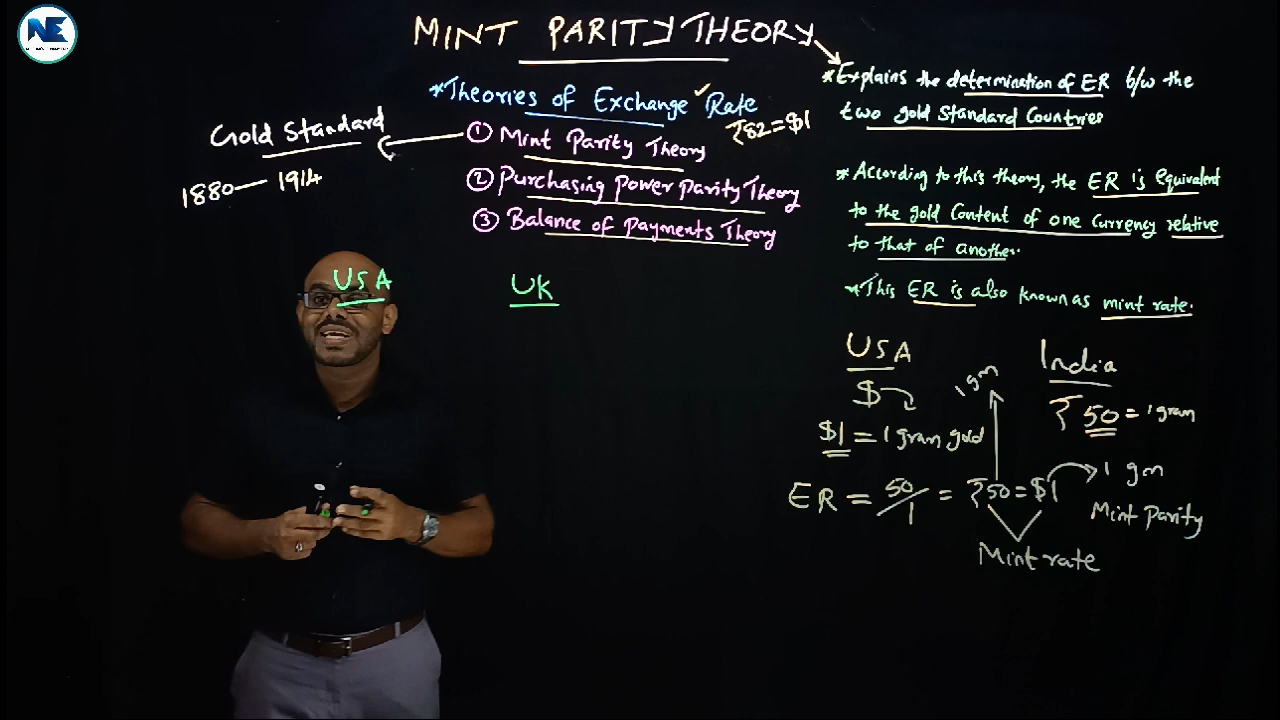 NE
MINT PARITY THEORY
*Theories of Exchange Rate
₹82=$1
Gold Standard
1880 — 1914
① Mint Parity Theory
② Purchasing Power Parity Theory
③ Balance of Payments Theory
USA
UK
*Explains the determination of ER b/w the
two gold Standard Countries
* According to this theory, the ER is equivalent
to the gold Content of one Currency relative
to that of another.
* This ER is also known as mint rate.
USA
India
$
1 gm
₹50 = 1 gram
$1 = 1 gram gold
ER = 50/1 = ₹50 = $1
1 gm
Mint Parity
Mint rate